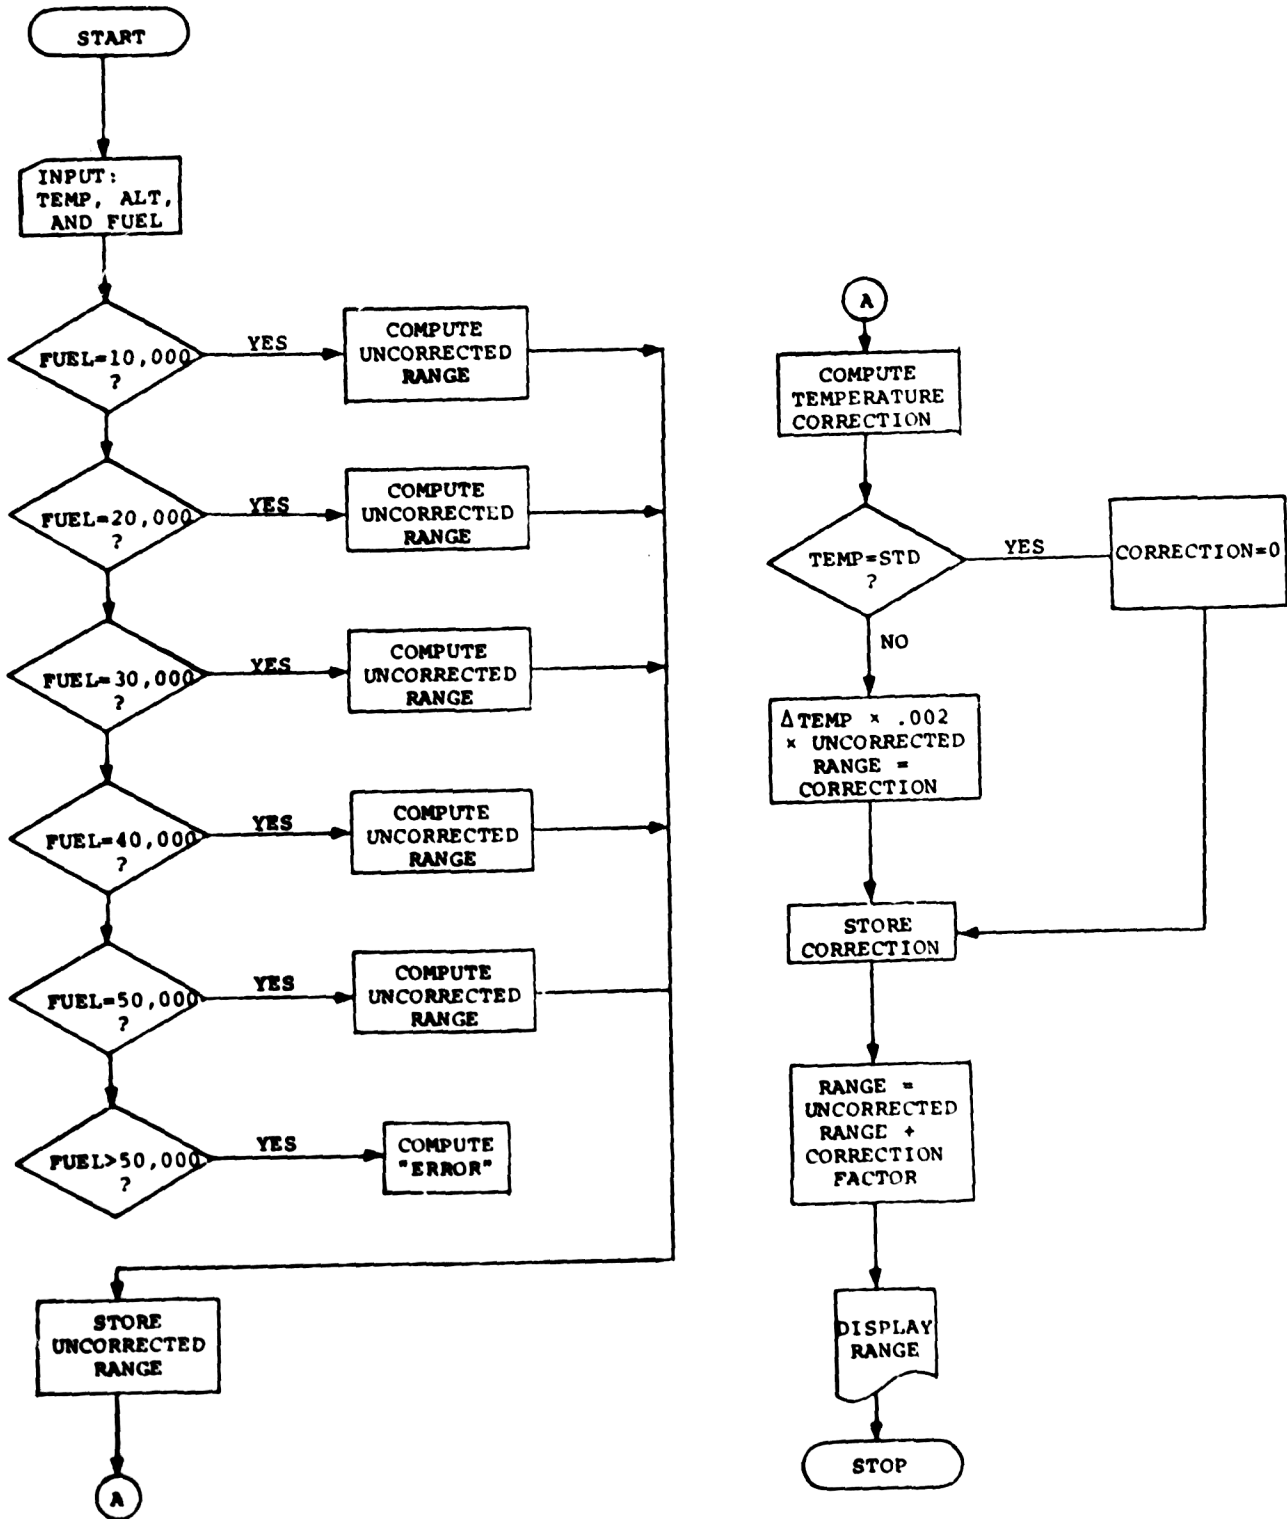 START
INPUT:
TEMP, ALT,
AND FUEL
FUEL=10,000
?
YES
COMPUTE
UNCORRECTED
RANGE
FUEL=20,000
?
YES
COMPUTE
UNCORRECTED
RANGE
FUEL=30,000
?
YES
COMPUTE
UNCORRECTED
RANGE
FUEL=40,000
?
YES
COMPUTE
UNCORRECTED
RANGE
FUEL=50,000
?
YES
COMPUTE
UNCORRECTED
RANGE
FUEL>50,000
?
YES
COMPUTE
"ERROR"
STORE
UNCORRECTED
RANGE
A
A
COMPUTE
TEMPERATURE
CORRECTION
TEMP=STD
?
YES
CORRECTION=0
NO
Δ TEMP × .002
× UNCORRECTED
RANGE =
CORRECTION
STORE
CORRECTION
RANGE =
UNCORRECTED
RANGE +
CORRECTION
FACTOR
DISPLAY
RANGE
STOP